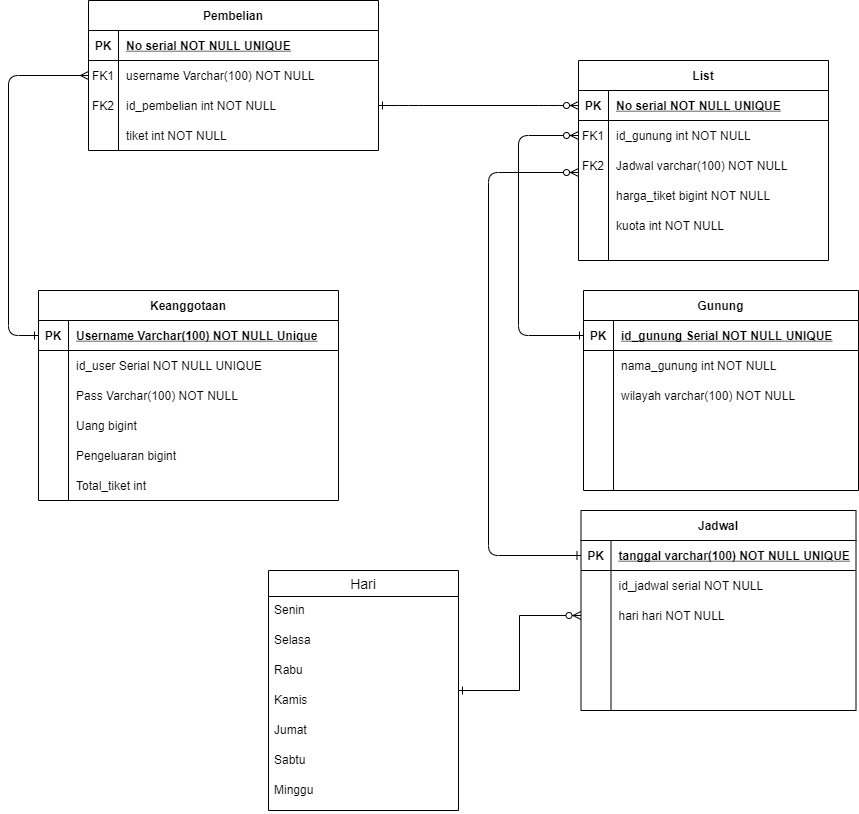 Pembelian
PK No serial NOT NULL UNIQUE
FK1 username Varchar(100) NOT NULL
FK2 id_pembelian int NOT NULL
tiket int NOT NULL
List
PK No serial NOT NULL UNIQUE
FK1 id_gunung int NOT NULL
FK2 Jadwal varchar(100) NOT NULL
harga_tiket bigint NOT NULL
kuota int NOT NULL
Keanggotaan
PK Username Varchar(100) NOT NULL Unique
id_user Serial NOT NULL UNIQUE
Pass Varchar(100) NOT NULL
Uang bigint
Pengeluaran bigint
Total_tiket int
Gunung
PK id_gunung Serial NOT NULL UNIQUE
nama_gunung int NOT NULL
wilayah varchar(100) NOT NULL
Jadwal
PK tanggal varchar(100) NOT NULL UNIQUE
id_jadwal serial NOT NULL
hari hari NOT NULL
Hari
Senin
Selasa
Rabu
Kamis
Jumat
Sabtu
Minggu